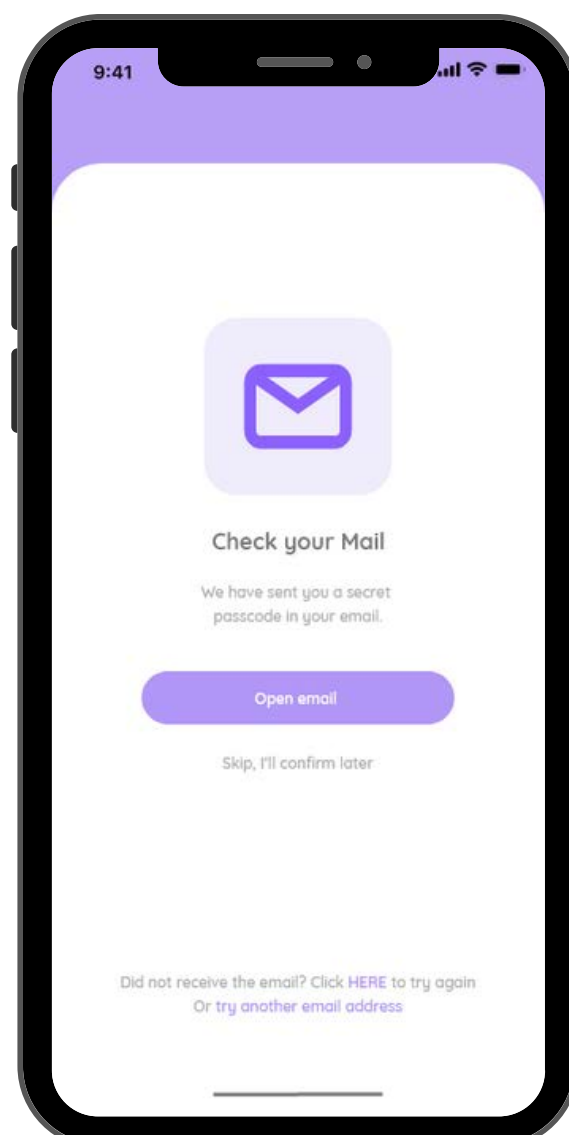 9:41
Check your Mail
We have sent you a secret
passcode in your email.
Open email
Skip, I'll confirm later
Did not receive the email? Click HERE to try again
Or try another email address